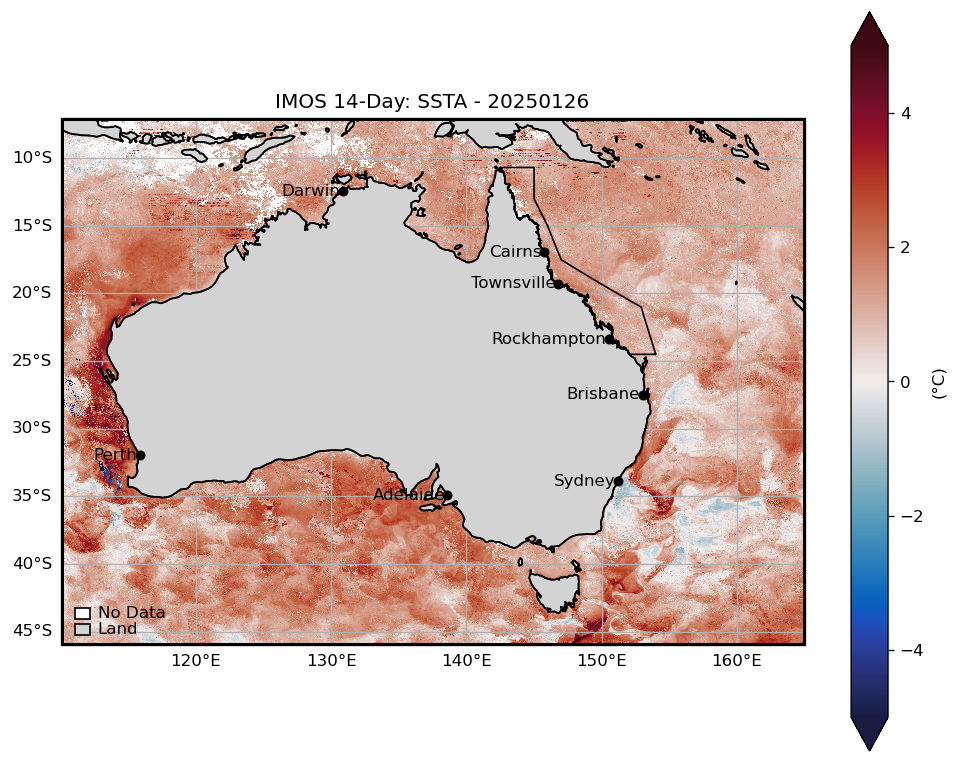 IMOS 14-Day: SSTA - 20250126
10°S
15°S
20°S
25°S
30°S
35°S
40°S
45°S
Darwin
Cairns
Townsville
Rockhampton
Brisbane
Perth
Sydney
Adelaide
No Data
Land
120°E
130°E
140°E
150°E
160°E
4
2
0
−2
−4
(°C)